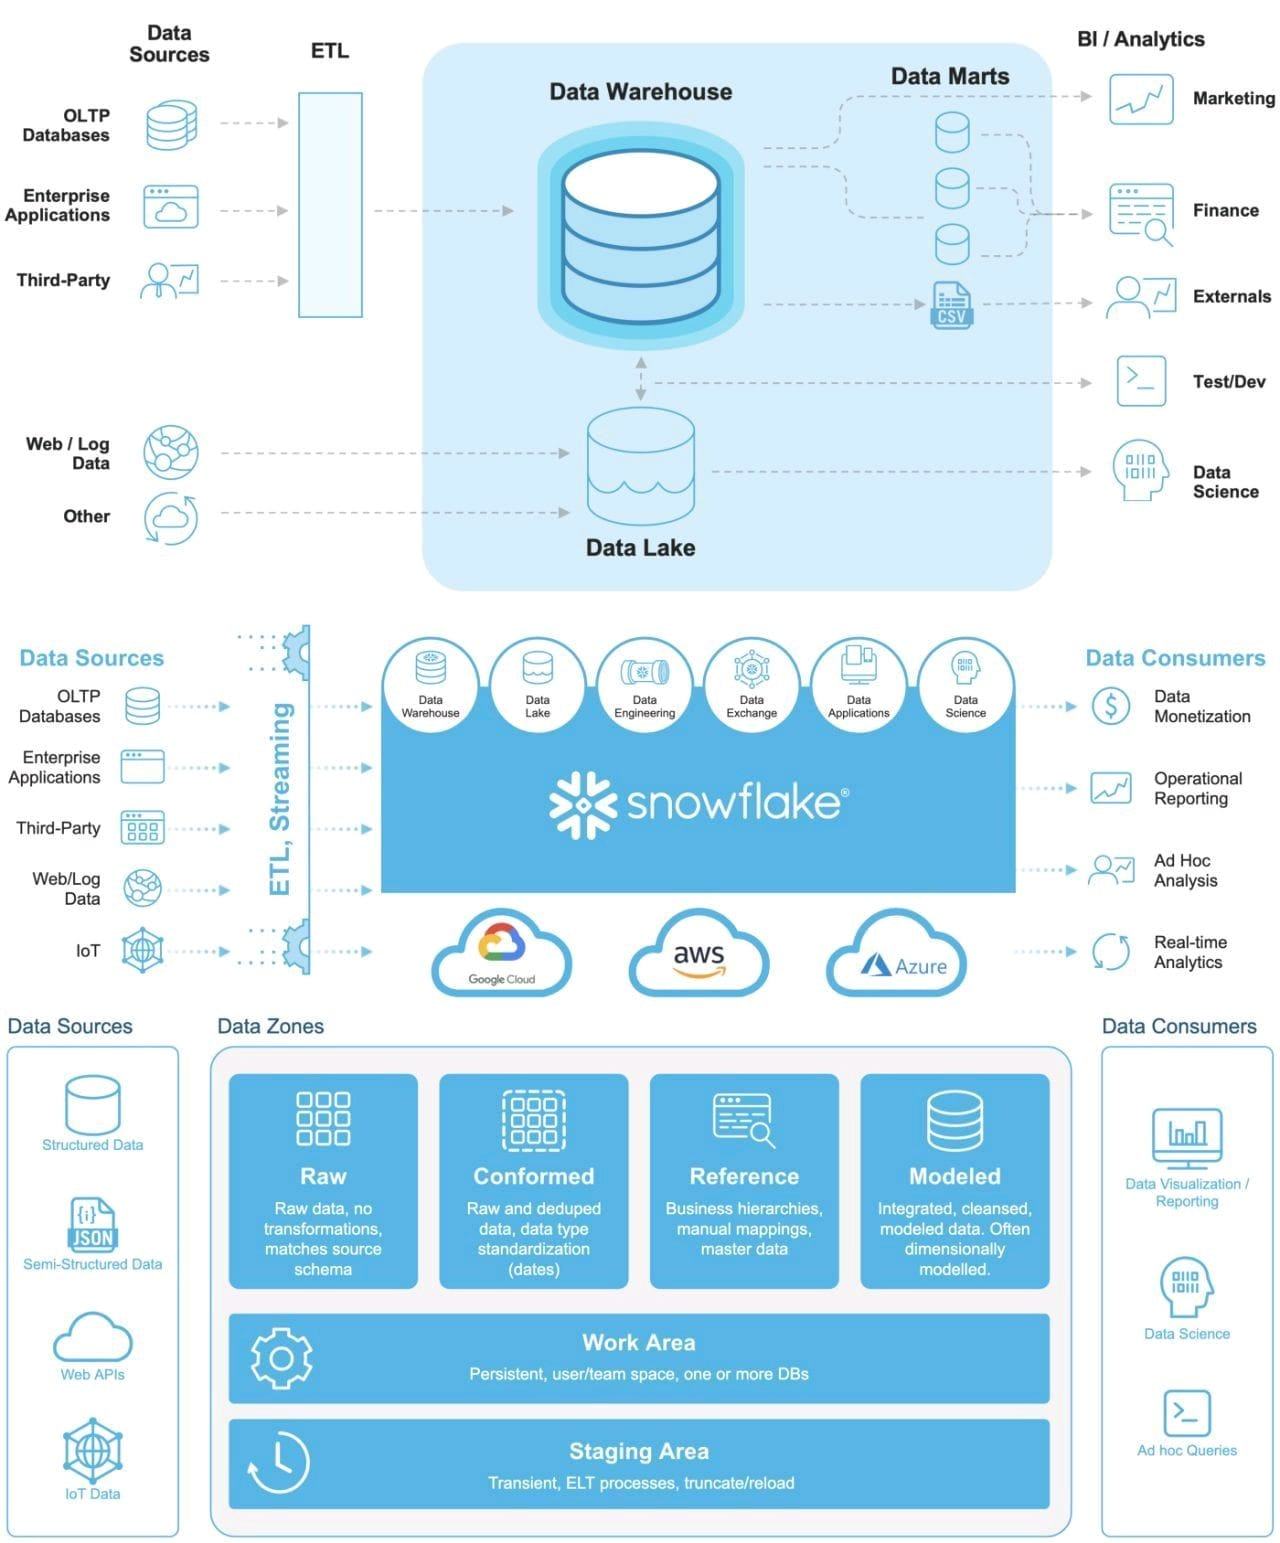 Data
Sources
ETL
BI / Analytics
Data Warehouse
Data Marts
OLTP
Databases
Enterprise
Applications
Third-Party
CSV
Marketing
Finance
Externals
Test/Dev
Data
Science
Web / Log
Data
Other
Data Lake
Data Sources
OLTP
Databases
Enterprise
Applications
Third-Party
Web/Log
Data
IoT
ETL, Streaming
Data
Warehouse
Data
Lake
Data
Engineering
Data
Exchange
Data
Applications
Data
Science
snowflake®
Google Cloud
aws
Azure
Data Consumers
$
Data
Monetization
Operational
Reporting
Ad Hoc
Analysis
Real-time
Analytics
Data Sources
Structured Data
{i}
JSON
Semi-Structured Data
Web APIs
IoT Data
Data Zones
Raw
Raw data, no
transformations,
matches source
schema
Conformed
Raw and deduped
data, data type
standardization
(dates)
Reference
Business hierarchies,
manual mappings,
master data
Modeled
Integrated, cleansed,
modeled data. Often
dimensionally
modelled.
Work Area
Persistent, user/team space, one or more DBs
Staging Area
Transient, ELT processes, truncate/reload
Data Consumers
Data Visualization /
Reporting
Data Science
Ad hoc Queries